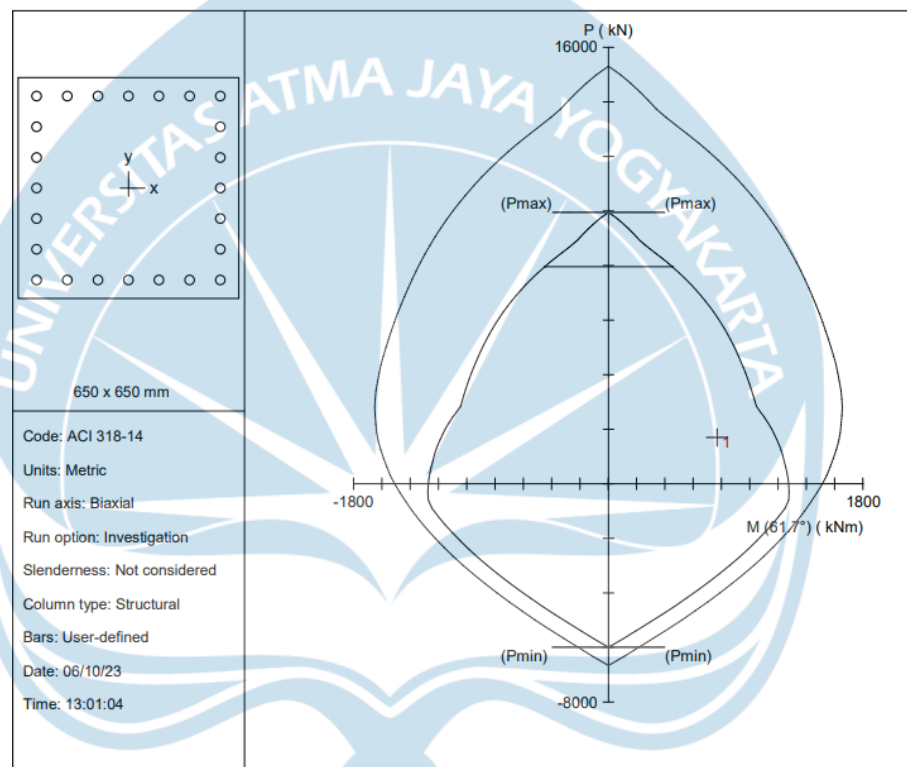 UNIVERSITAS ATMA JAYA YOGYAKARTA
y
x
650 x 650 mm
Code: ACI 318-14
Units: Metric
Run axis: Biaxial
Run option: Investigation
Slenderness: Not considered
Column type: Structural
Bars: User-defined
Date: 06/10/23
Time: 13:01:04
P ( kN)
16000
(Pmax) (Pmax)
1
-1800 1800
M (61.7°) ( kNm)
(Pmin) (Pmin)
-8000